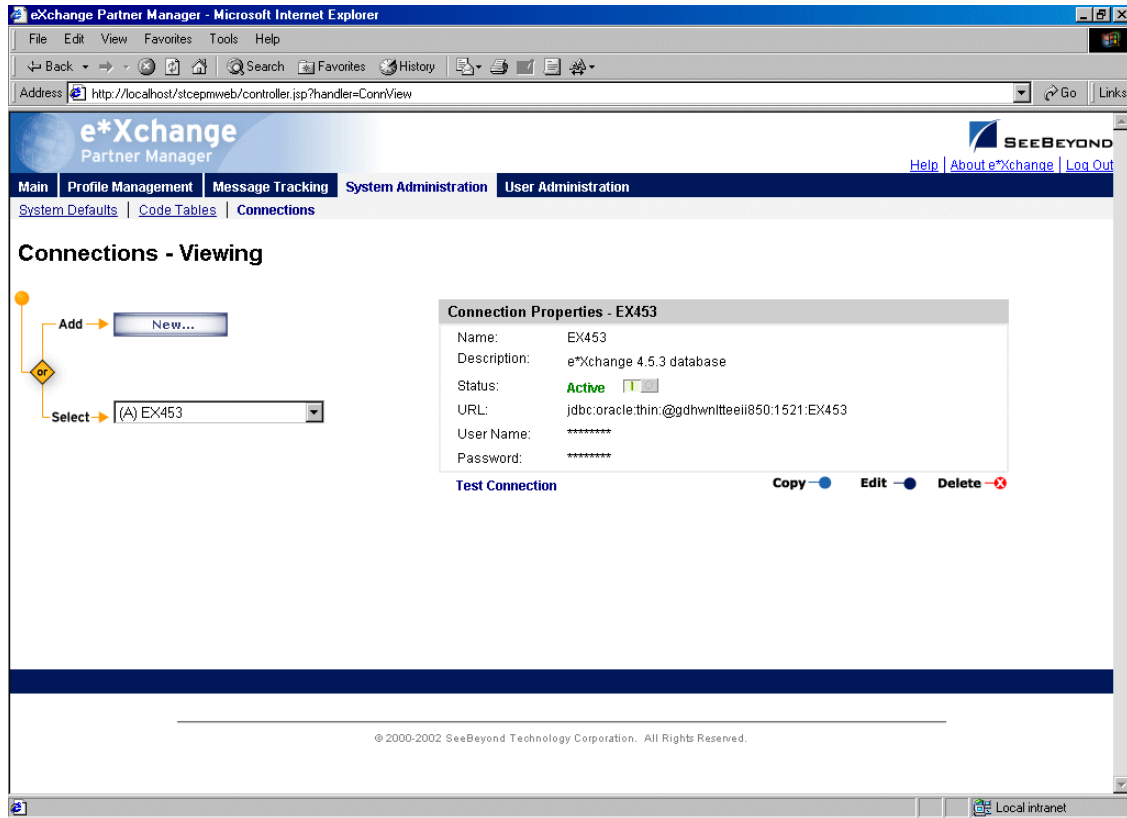 eXchange Partner Manager - Microsoft Internet Explorer
File Edit View Favorites Tools Help
Back Search Favorites History
Address http://localhost/stcepmweb/controller.jsp?handler=ConnView Go Links
e*Xchange
Partner Manager
SEEBEYOND
Help | About e*Xchange | Log Out
Main Profile Management Message Tracking System Administration User Administration
System Defaults | Code Tables | Connections
Connections - Viewing
Add New...
or
Select (A) EX453
Connection Properties - EX453
Name: EX453
Description: e*Xchange 4.5.3 database
Status: Active
URL: jdbc:oracle:thin:@gdhwnltteeii850:1521:EX453
User Name: ********
Password: ********
Test Connection Copy Edit Delete
© 2000-2002 SeeBeyond Technology Corporation. All Rights Reserved.
Local intranet